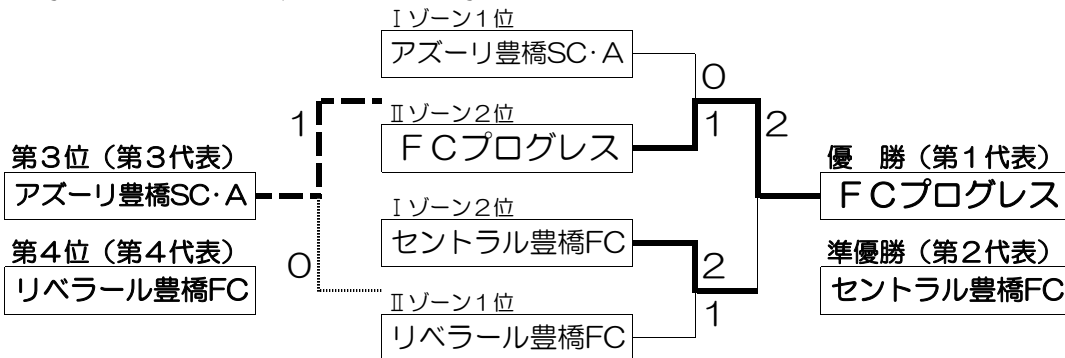 Ⅰゾーン1位
アズーリ豊橋SC・A
0
Ⅱゾーン2位
1
1
2
FCプログレス
第3位（第3代表）
優　勝（第1代表）
アズーリ豊橋SC・A
FCプログレス
Ⅰゾーン2位
第4位（第4代表）
セントラル豊橋FC
準優勝（第2代表）
0
2
リベラール豊橋FC
セントラル豊橋FC
Ⅱゾーン1位
1
リベラール豊橋FC